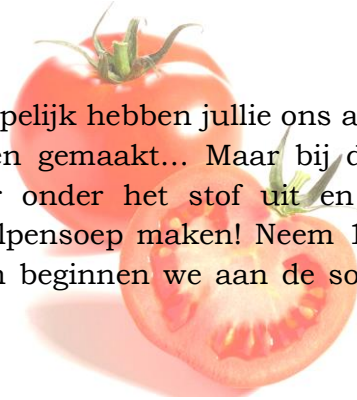 pelijk hebben jullie ons a
en gemaakt... Maar bij d
onder het stof uit en
lpensoep maken! Neem 1
beginnen we aan de so